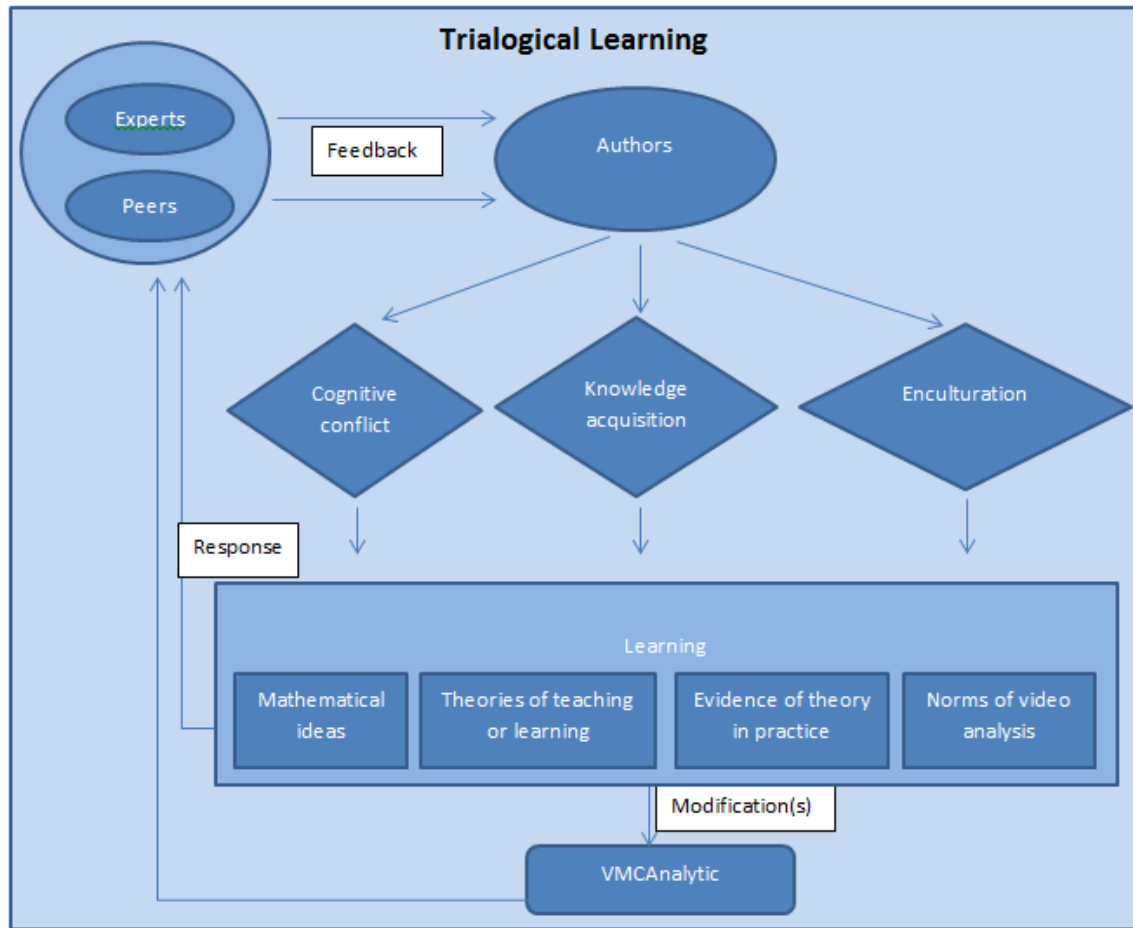 Trialogical Learning
Experts
Peers
Feedback
Authors
Cognitive
conflict
Knowledge
acquisition
Enculturation
Response
Learning
Mathematical
ideas
Theories of teaching
or learning
Evidence of theory
in practice
Norms of video
analysis
Modification(s)
VMCAnalytic